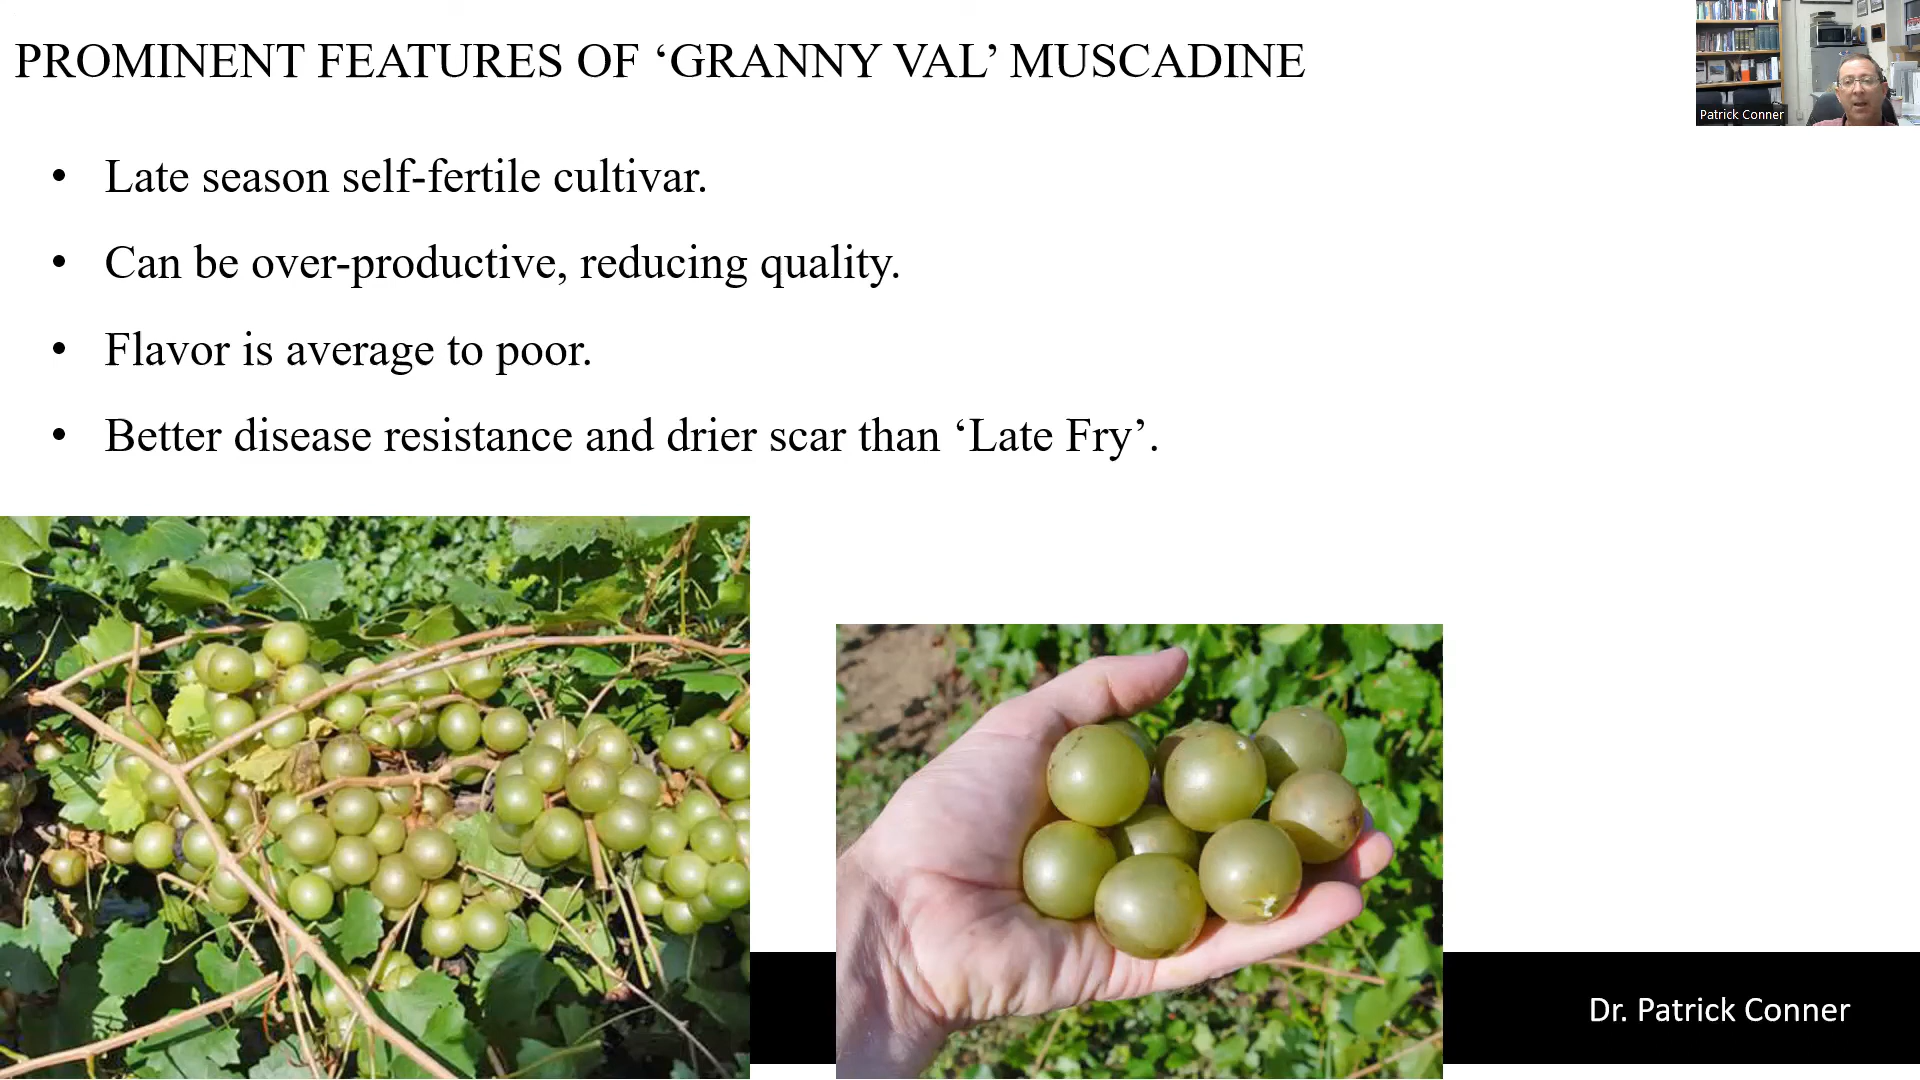 PROMINENT FEATURES OF ‘GRANNY VAL’ MUSCADINE
Patrick Conner
• Late season self-fertile cultivar.
• Can be over-productive, reducing quality.
• Flavor is average to poor.
• Better disease resistance and drier scar than ‘Late Fry’.
Dr. Patrick Conner